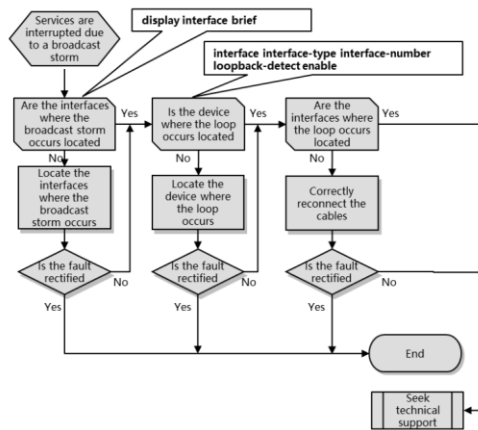 Services are
interrupted due
to a broadcast
storm
display interface brief
interface interface-type interface-number
loopback-detect enable
Are the interfaces
where the
broadcast storm
occurs located
Yes
No
Is the device
where the loop
occurs located
Yes
No
Are the
interfaces where
the loop occurs
located
Yes
No
Locate the
interfaces
where the
broadcast
storm occurs
Locate the
device where
the loop
occurs
Correctly
reconnect the
cables
Is the fault
rectified
No
Yes
Is the fault
rectified
No
Yes
Is the fault
rectified
No
Yes
End
Seek
technical
support